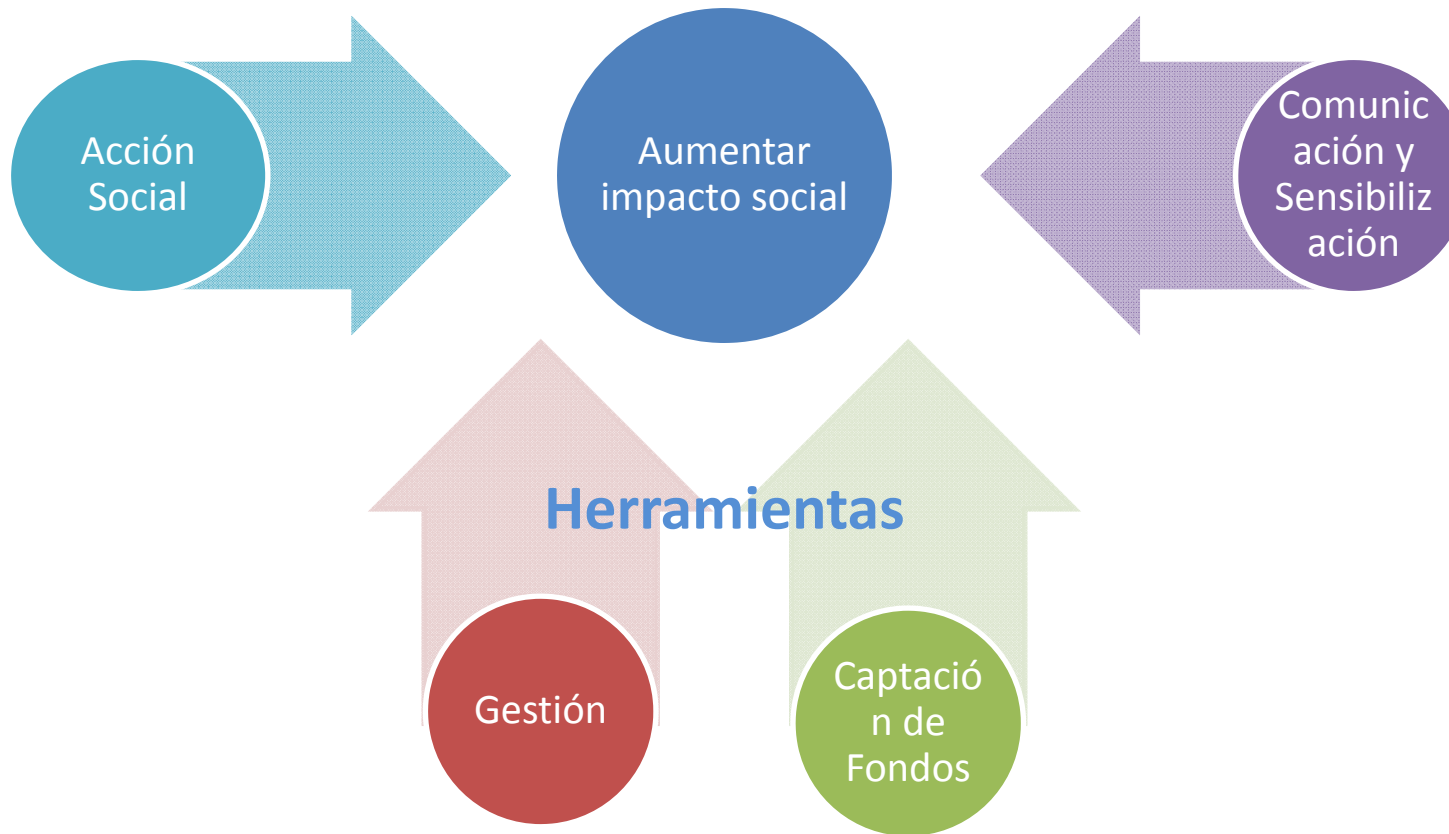 Acción
Social
Aumentar
impacto social
Comunic
ación y
Sensibiliz
ación
Herramientas
Gestión
Captació
n de
Fondos